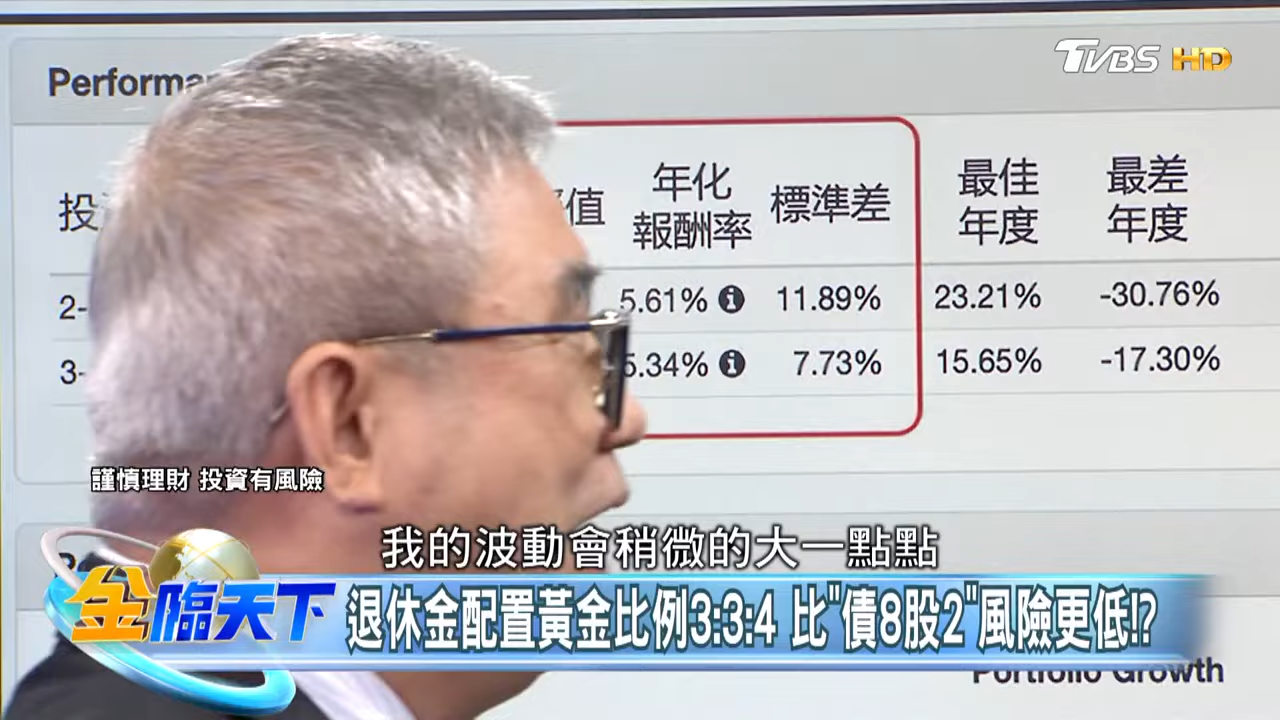 TVBS HD
Performa
投
值
年化
報酬率
標準差
最佳
年度
最差
年度
2-
5.61%
11.89%
23.21%
-30.76%
3-
5.34%
7.73%
15.65%
-17.30%
謹慎理財 投資有風險
我的波動會稍微的大一點點
金臨天下
退休金配置黃金比例3:3:4 比"債8股2"風險更低!?
Portfolio Growth